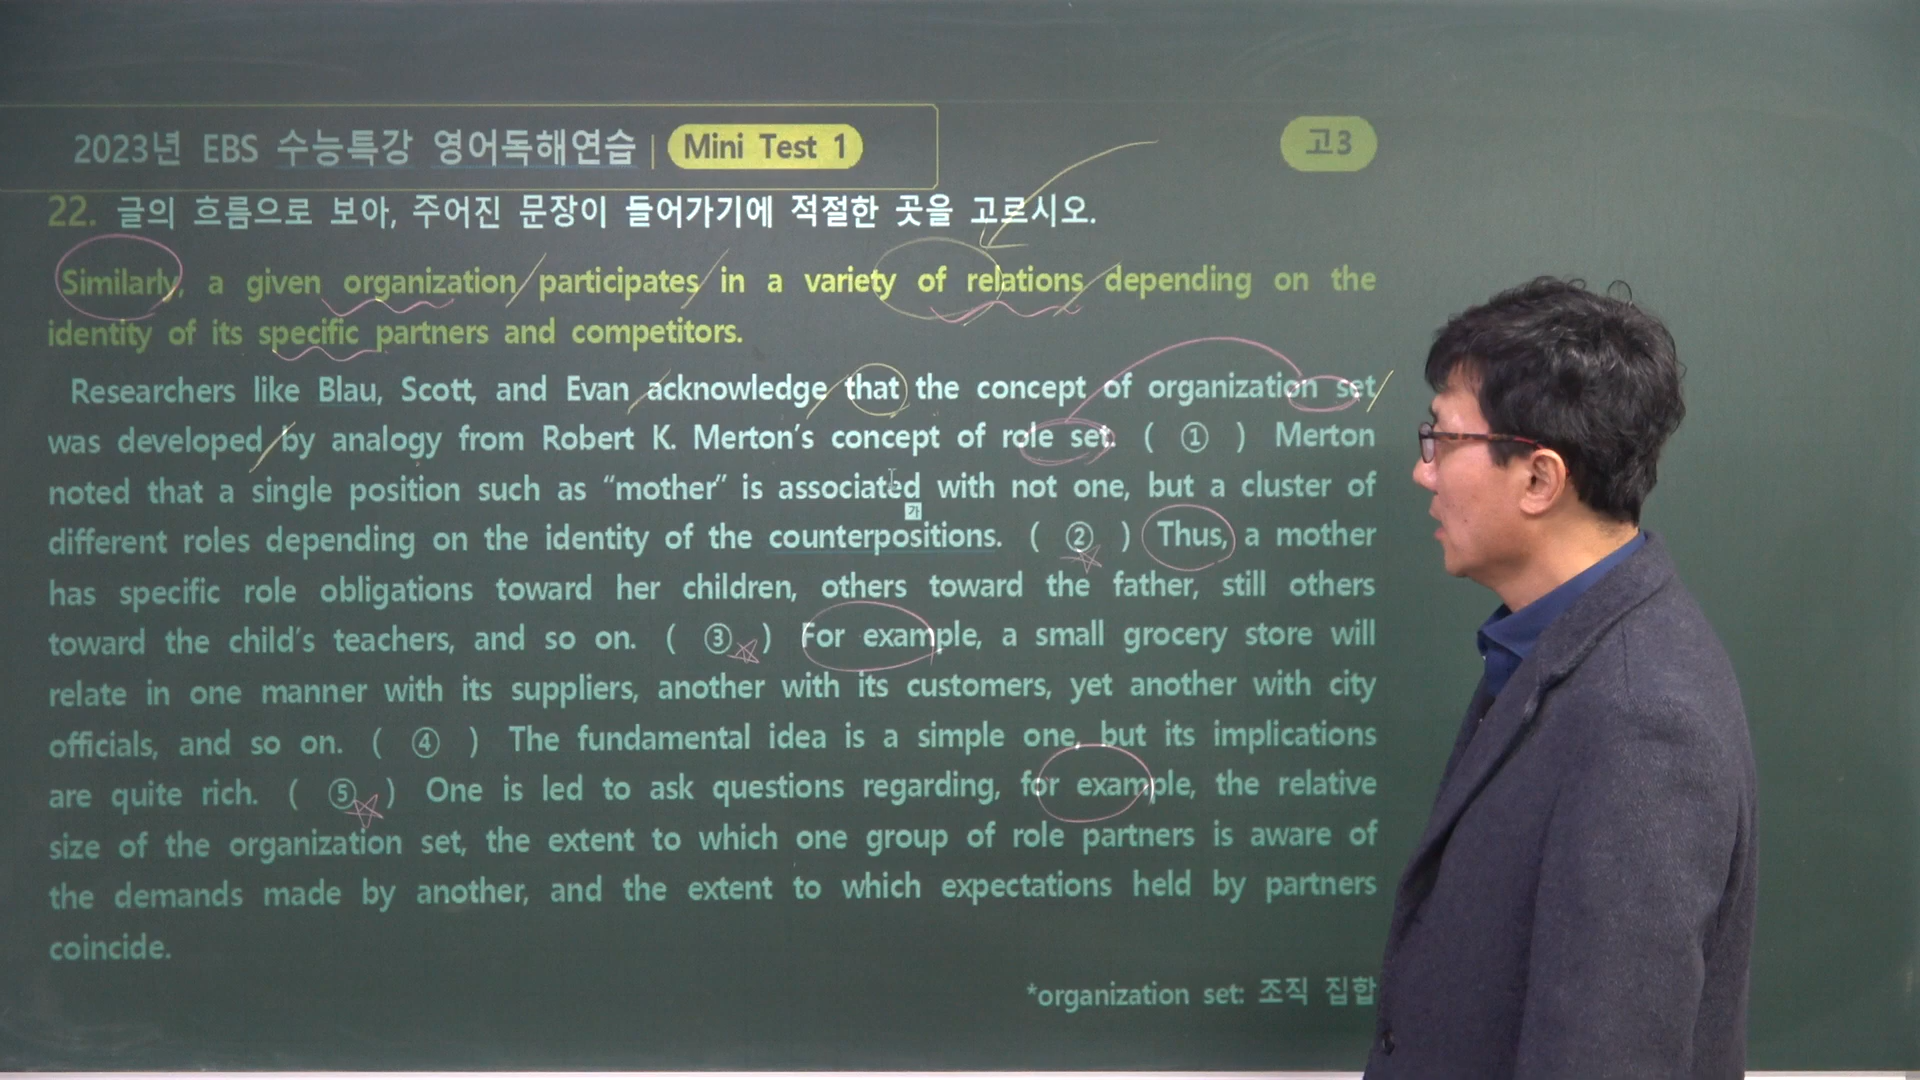 2023년 EBS 수능특강 영어독해연습 | Mini Test 1
고3
22. 글의 흐름으로 보아, 주어진 문장이 들어가기에 적절한 곳을 고르시오.
Similarly, a given organization participates in a variety of relations depending on the
identity of its specific partners and competitors.
Researchers like Blau, Scott, and Evan acknowledge that the concept of organization set
was developed by analogy from Robert K. Merton's concept of role set. ( ① ) Merton
noted that a single position such as “mother” is associated with not one, but a cluster of
different roles depending on the identity of the counterpositions. ( ② ) Thus, a mother
has specific role obligations toward her children, others toward the father, still others
toward the child's teachers, and so on. ( ③ ) For example, a small grocery store will
relate in one manner with its suppliers, another with its customers, yet another with city
officials, and so on. ( ④ ) The fundamental idea is a simple one, but its implications
are quite rich. ( ⑤ ) One is led to ask questions regarding, for example, the relative
size of the organization set, the extent to which one group of role partners is aware of
the demands made by another, and the extent to which expectations held by partners
coincide.
*organization set: 조직 집합
가